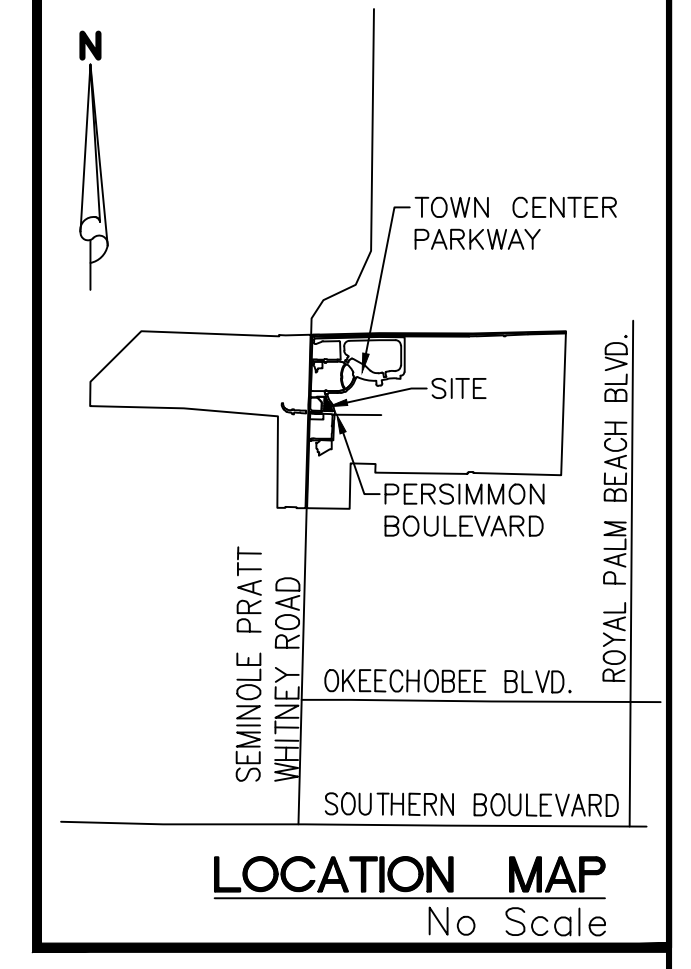 N
TOWN CENTER
PARKWAY
SITE
PERSIMMON
BOULEVARD
ROYAL PALM BEACH BLVD.
SEMINOLE PRATT
WHITNEY ROAD
OKEECHOBEE BLVD.
SOUTHERN BOULEVARD
LOCATION MAP
No Scale